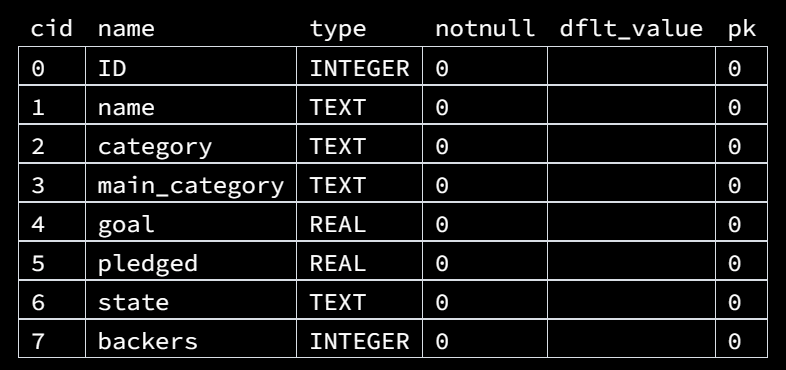 cid name type notnull dflt_value pk
0 ID INTEGER 0 0
1 name TEXT 0 0
2 category TEXT 0 0
3 main_category TEXT 0 0
4 goal REAL 0 0
5 pledged REAL 0 0
6 state TEXT 0 0
7 backers INTEGER 0 0